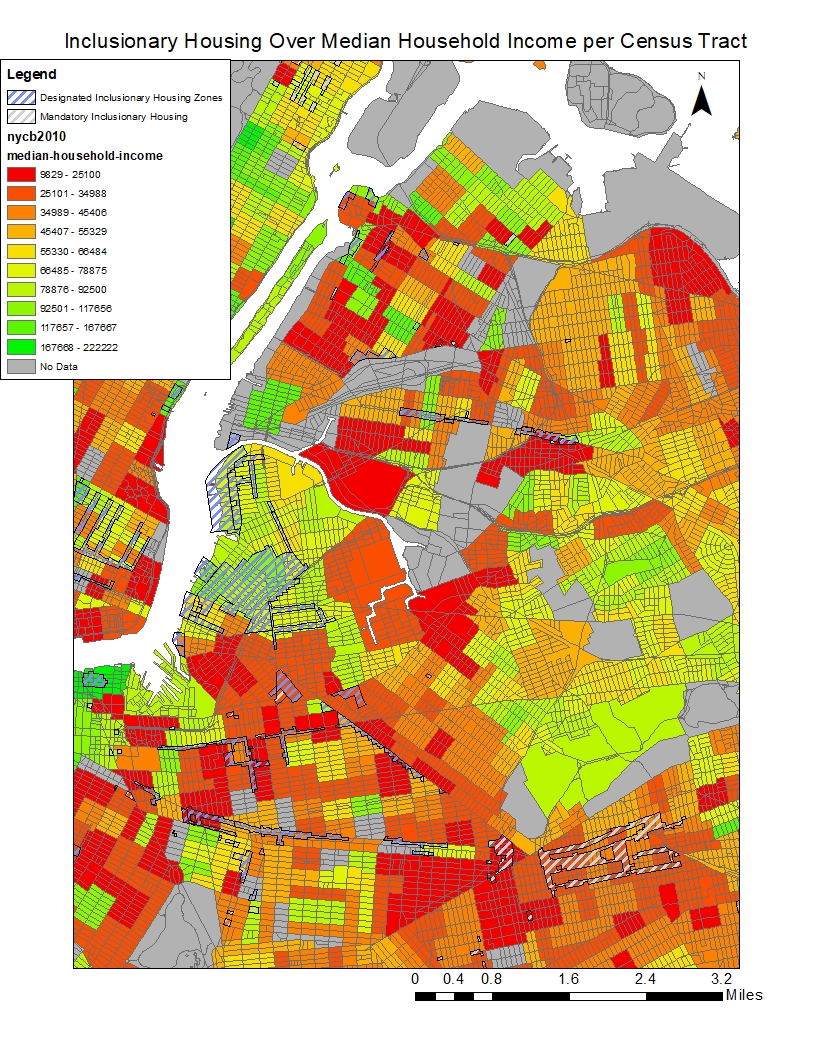 Inclusionary Housing Over Median Household Income per Census Tract
Legend
Designated Inclusionary Housing Zones
Mandatory Inclusionary Housing
nycb2010
median-household-income
9829 - 25100
25101 - 34988
34989 - 45406
45407 - 55329
55330 - 66484
66485 - 78875
78876 - 92500
92501 - 117656
117657 - 167667
167668 - 222222
No Data
N
0 0.4 0.8 1.6 2.4 3.2
Miles